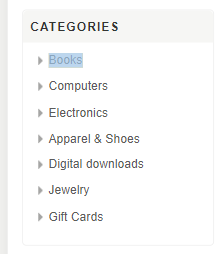 CATEGORIES
Books
Computers
Electronics
Apparel & Shoes
Digital downloads
Jewelry
Gift Cards